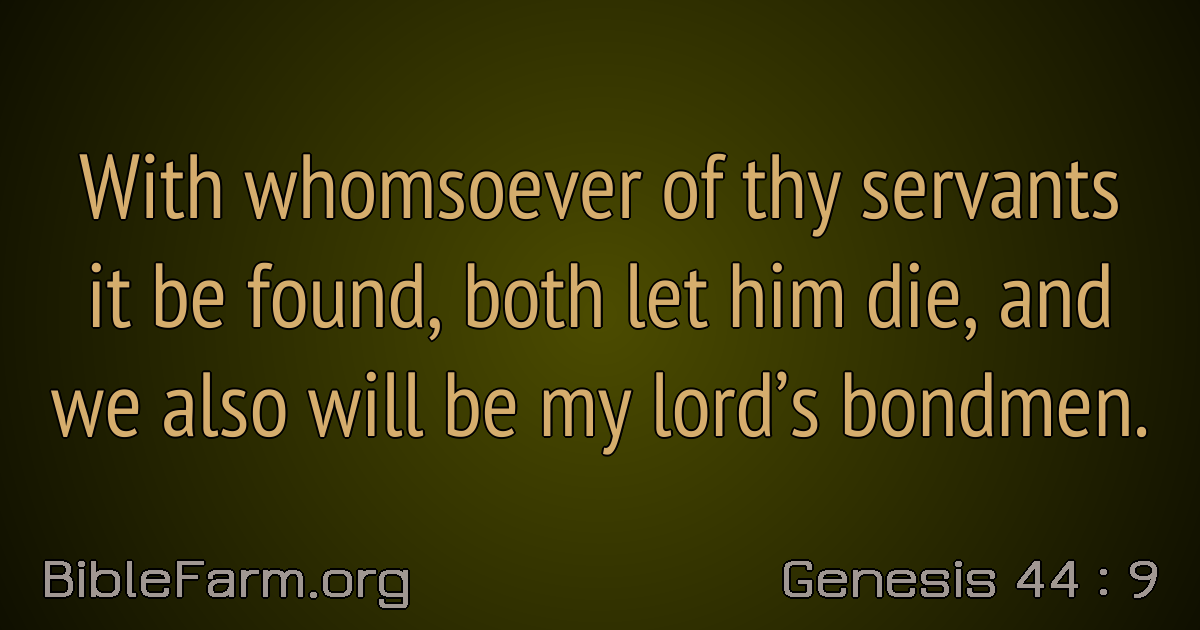 With whomsoever of thy servants
it be found, both let him die, and
we also will be my lord’s bondmen.
BibleFarm.org
Genesis 44 : 9